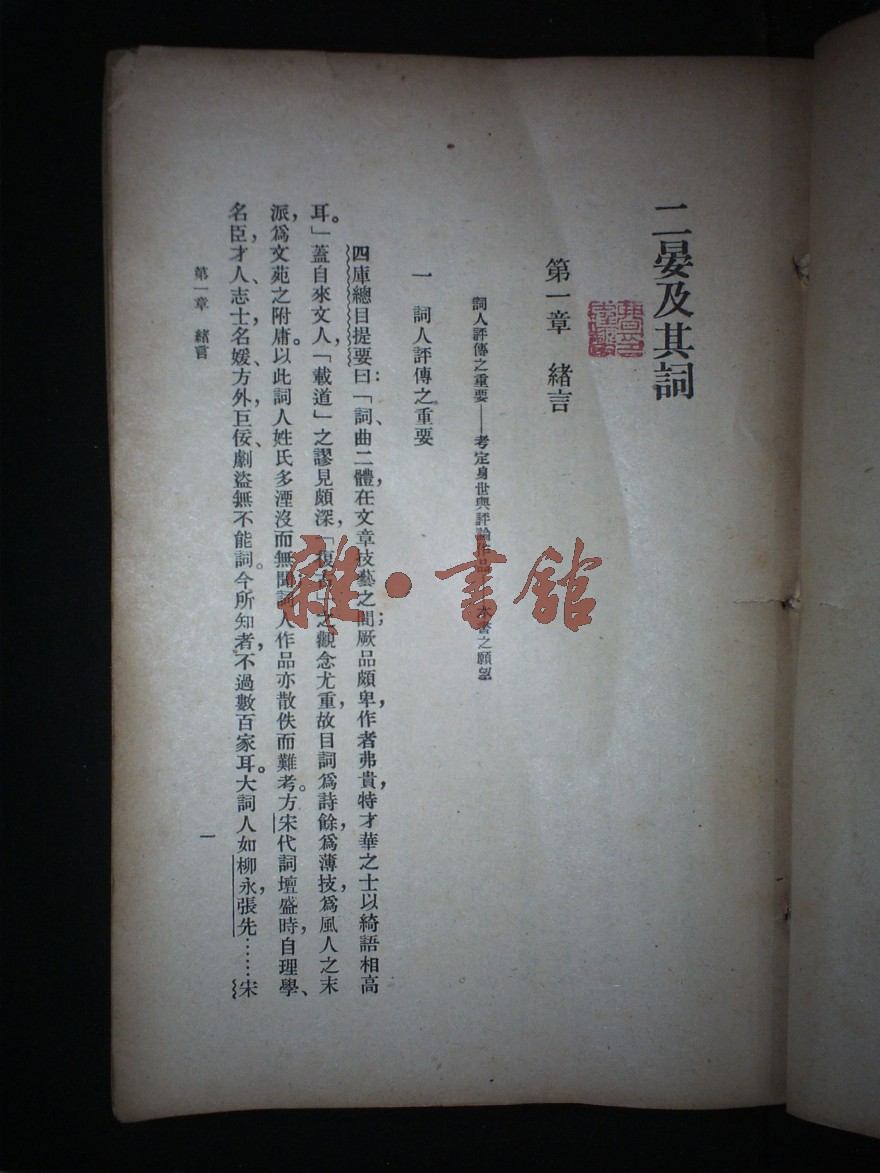 二晏及其詞
第一章 緒言
詞人評傳之重要——考定身世與評論作品 本書之願望
一 詞人評傳之重要
四庫總目提要曰：「詞、曲二體，在文章技藝之間；厥品頗卑，作者弗貴，特才華之士以綺語相高
耳。」蓋自來文人，「載道」之謬見頗深，「復古」之觀念尤重，故目詞為詩餘，為薄技，為風人之末
派，為文苑之附庸。以此詞人姓氏多湮沒而無聞，詞人作品亦散佚而難考。方宋代詞壇盛時，自理學、
名臣，才人、志士，名媛、方外，巨佞、劇盜，無不能詞。今所知者，不過數百家耳。大詞人如柳永，張先……宋
第一章 緒言
一
雜·書館